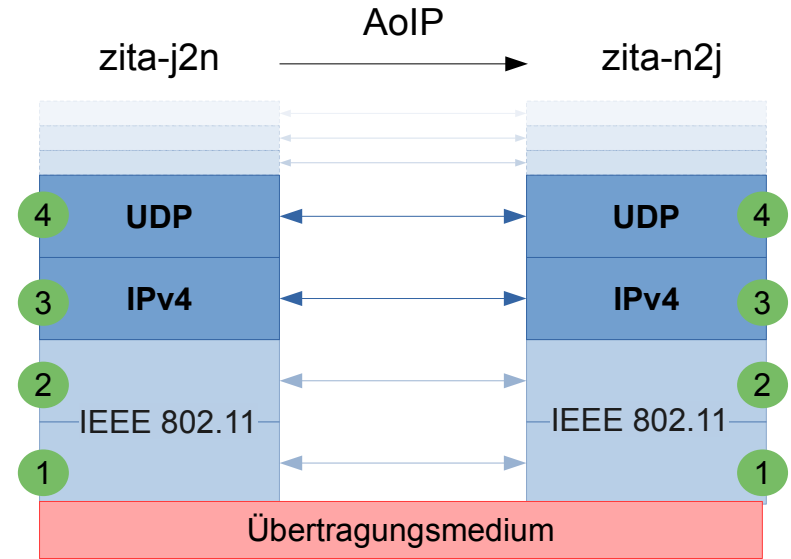 AoIP
zita-j2n
zita-n2j
4
UDP
UDP
4
3
IPv4
IPv4
3
2
2
IEEE 802.11
IEEE 802.11
1
1
Übertragungsmedium